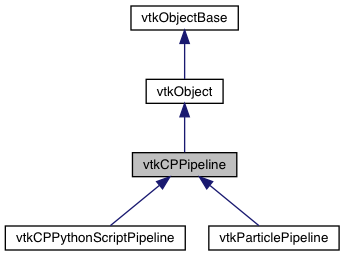 vtkObjectBase
vtkObject
vtkCPPipeline
vtkCPPythonScriptPipeline
vtkParticlePipeline